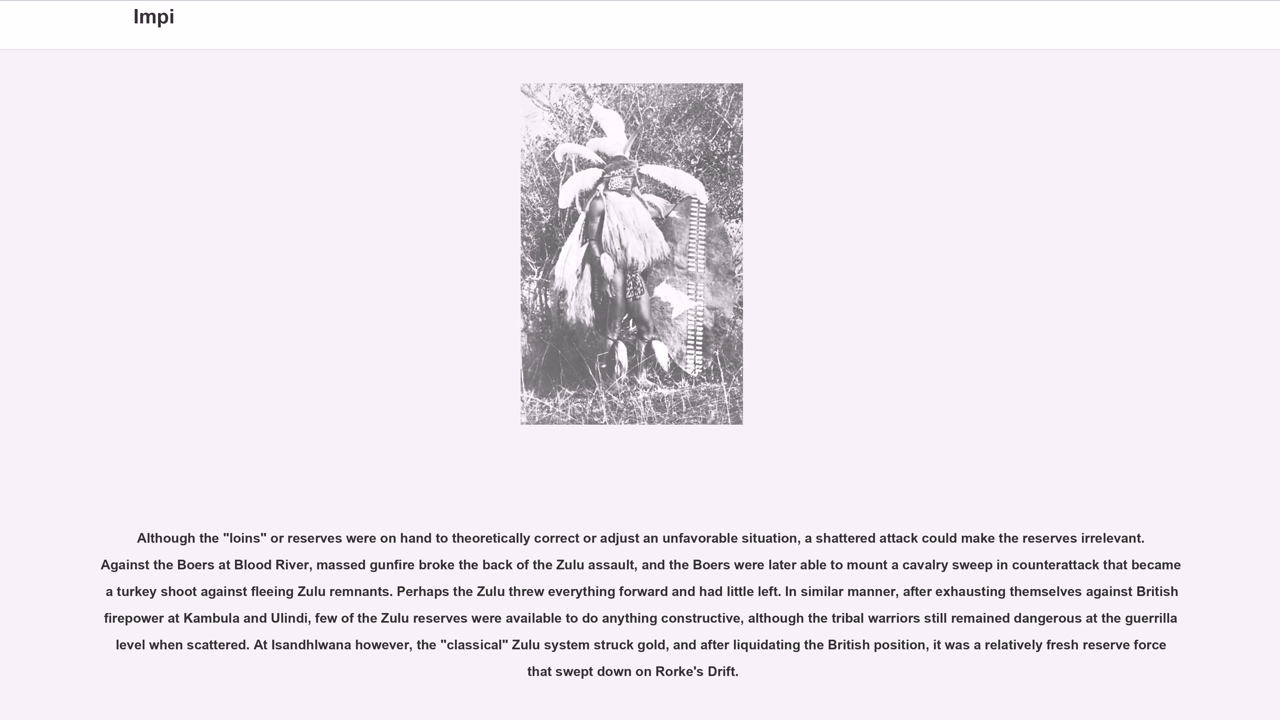 Impi
Although the "loins" or reserves were on hand to theoretically correct or adjust an unfavorable situation, a shattered attack could make the reserves irrelevant.
Against the Boers at Blood River, massed gunfire broke the back of the Zulu assault, and the Boers were later able to mount a cavalry sweep in counterattack that became
a turkey shoot against fleeing Zulu remnants. Perhaps the Zulu threw everything forward and had little left. In similar manner, after exhausting themselves against British
firepower at Kambula and Ulindi, few of the Zulu reserves were available to do anything constructive, although the tribal warriors still remained dangerous at the guerrilla
level when scattered. At Isandhlwana however, the "classical" Zulu system struck gold, and after liquidating the British position, it was a relatively fresh reserve force
that swept down on Rorke's Drift.